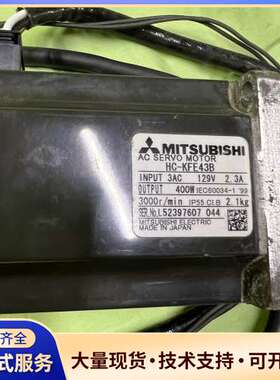 齐全
MITSUBISHI
AC SERVO MOTOR
HC-KFE43B
INPUT 3AC 129V 2.3A
OUTPUT 400W IEC60034-1 '99
3000r/min IP55 Cl.B 2.1kg
SER.No.L52397607 044
MITSUBISHI ELECTRIC
MADE IN JAPAN
式服务
大量现货·技术支持·可开